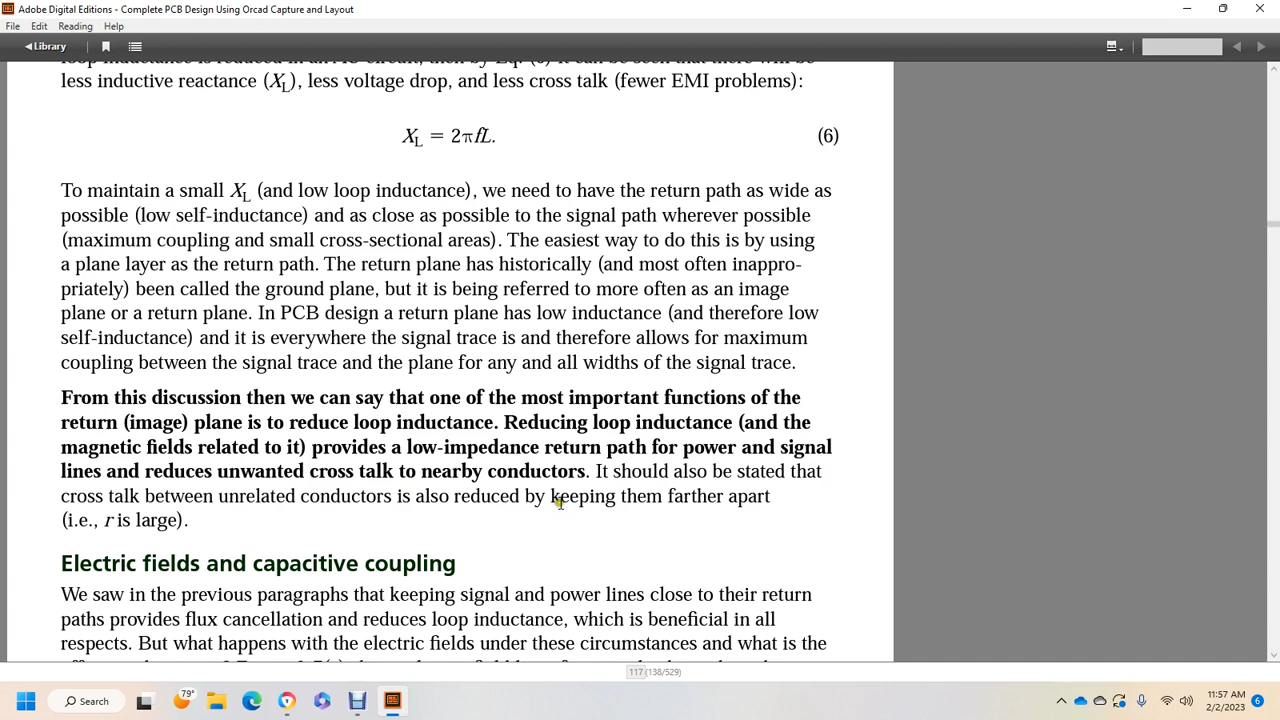 Adobe Digital Editions - Complete PCB Design Using Orcad Capture and Layout
File Edit Reading Help
Library
less inductive reactance (XL), less voltage drop, and less cross talk (fewer EMI problems):
XL = 2πfL. (6)
To maintain a small XL (and low loop inductance), we need to have the return path as wide as
possible (low self-inductance) and as close as possible to the signal path wherever possible
(maximum coupling and small cross-sectional areas). The easiest way to do this is by using
a plane layer as the return path. The return plane has historically (and most often inappro-
priately) been called the ground plane, but it is being referred to more often as an image
plane or a return plane. In PCB design a return plane has low inductance (and therefore low
self-inductance) and it is everywhere the signal trace is and therefore allows for maximum
coupling between the signal trace and the plane for any and all widths of the signal trace.
From this discussion then we can say that one of the most important functions of the
return (image) plane is to reduce loop inductance. Reducing loop inductance (and the
magnetic fields related to it) provides a low-impedance return path for power and signal
lines and reduces unwanted cross talk to nearby conductors. It should also be stated that
cross talk between unrelated conductors is also reduced by keeping them farther apart
(i.e., r is large).
Electric fields and capacitive coupling
We saw in the previous paragraphs that keeping signal and power lines close to their return
paths provides flux cancellation and reduces loop inductance, which is beneficial in all
respects. But what happens with the electric fields under these circumstances and what is the
117 (138/529)
79°
Search
11:57 AM
2/2/2023
6